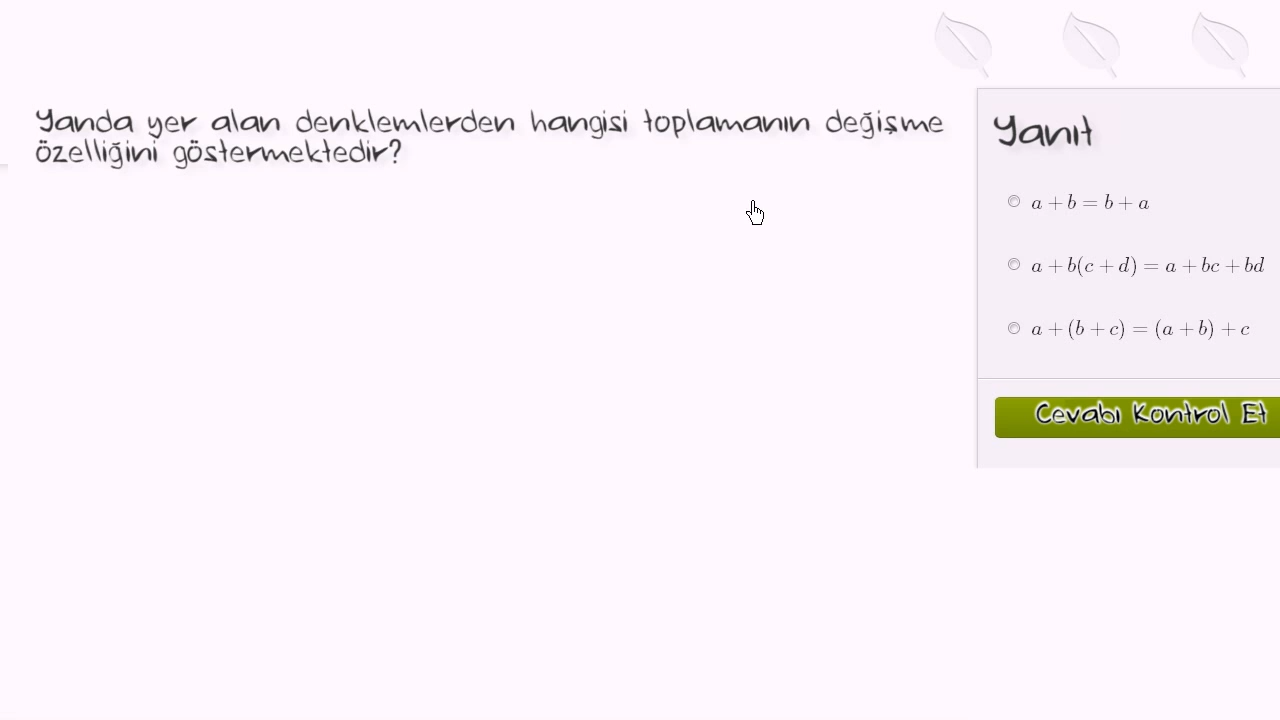 Yanda yer alan denklemlerden hangisi toplamanın değişme
özelliğini göstermektedir?
Yanıt
a + b = b + a
a + b(c + d) = a + bc + bd
a + (b + c) = (a + b) + c
Cevabı Kontrol Et